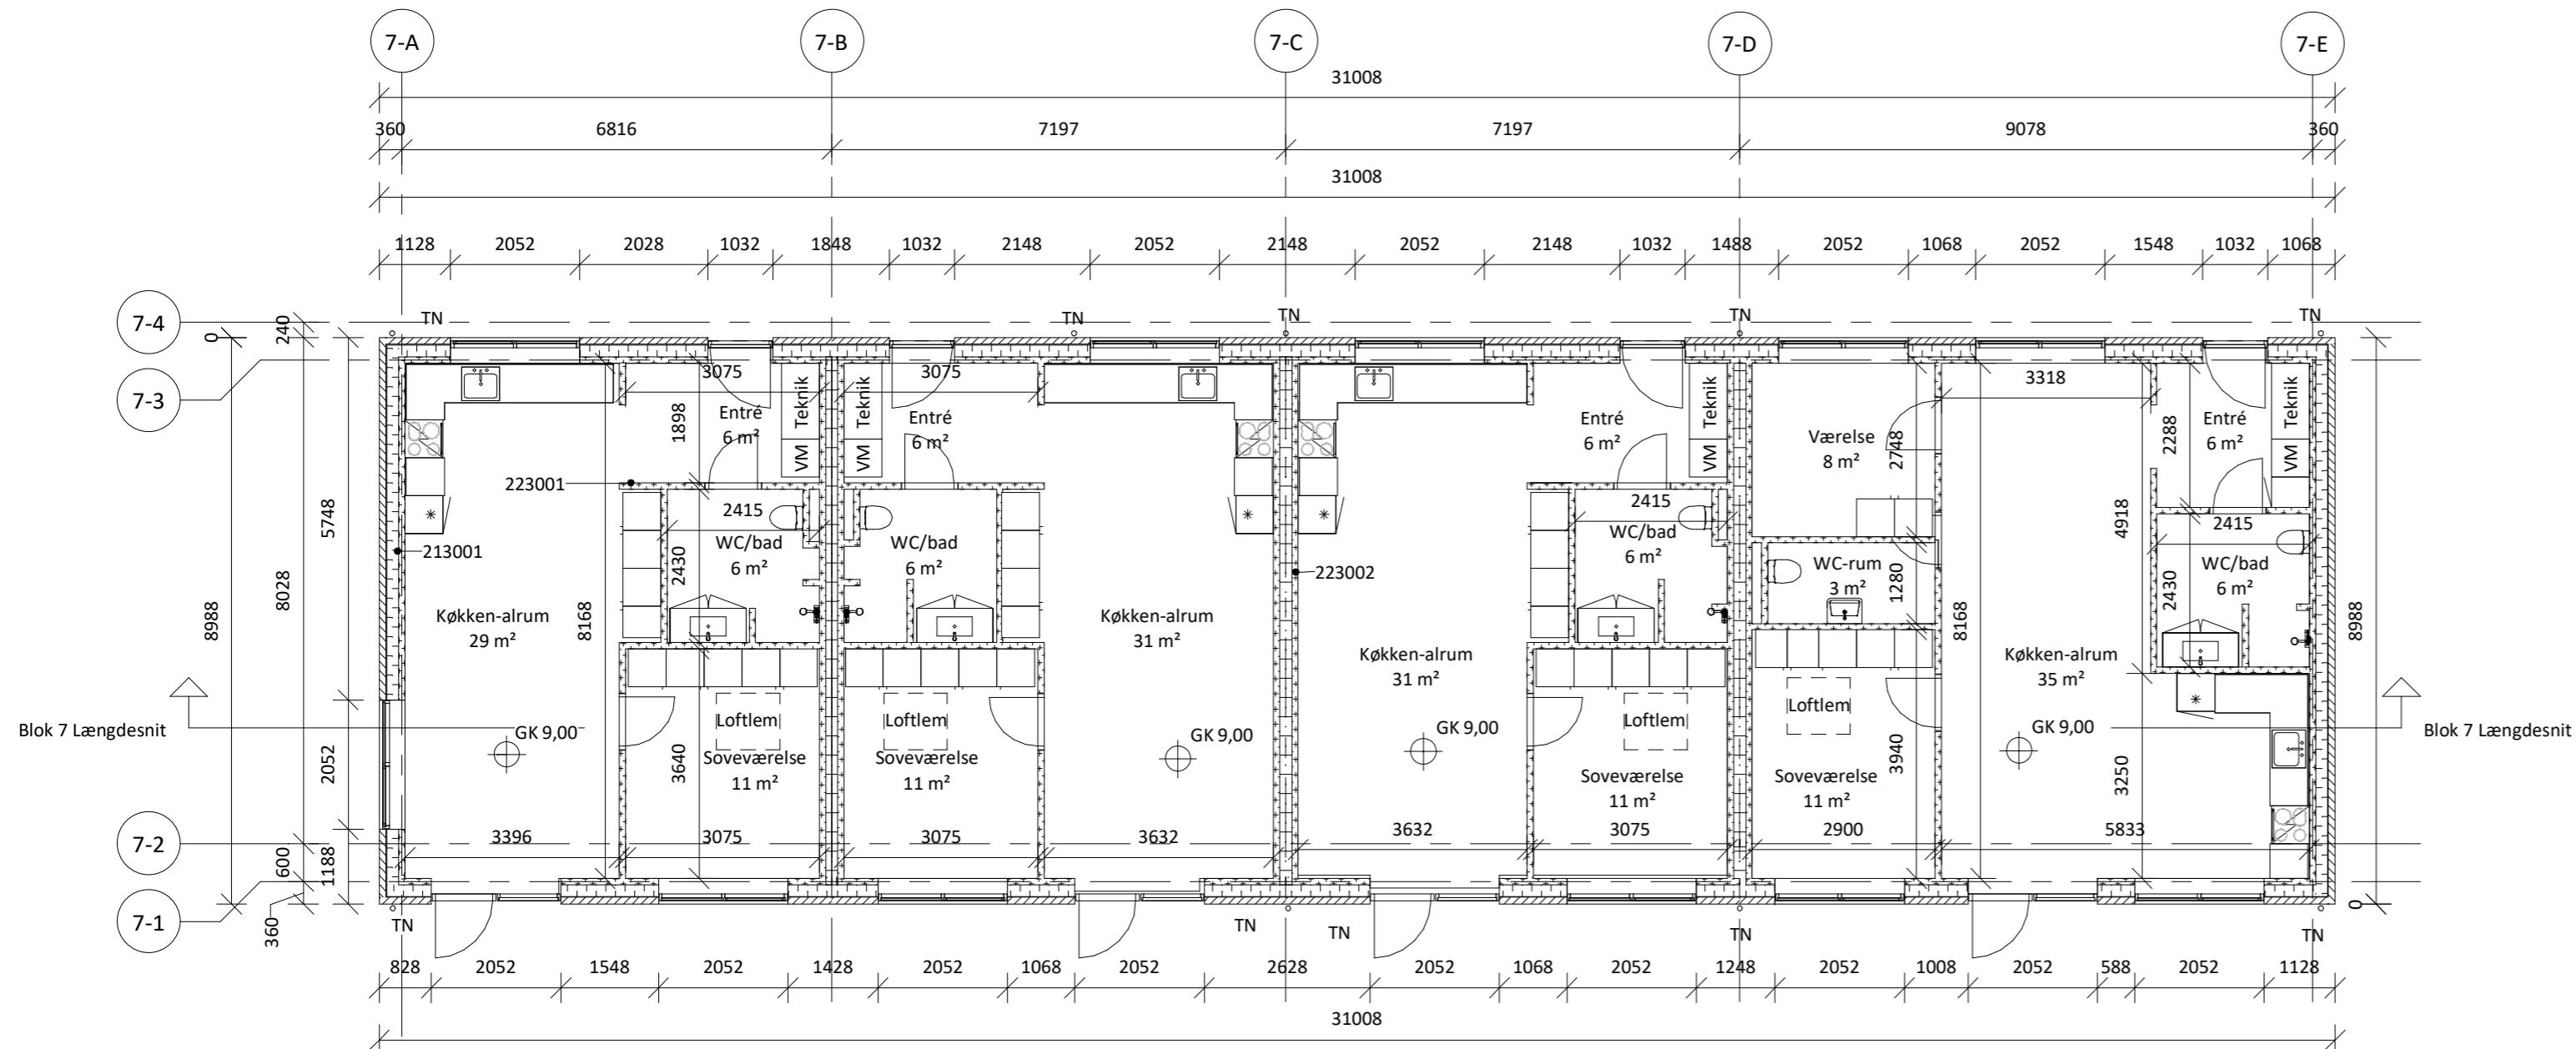 7-A 7-B 7-C 7-D 7-E
31008
360 6816 7197 7197 9078 360
31008
1128 2052 2028 1032 1848 1032 2148 2052 2148 2052 2148 1032 1488 2052 1068 2052 1548 1032 1068
7-4 TN TN TN TN TN
0 240
7-3
3075 3075 3318
Teknik Teknik Teknik Teknik
Entré Entré Entré Entré
6 m² 6 m² 6 m² 6 m²
1898 2288
VM VM VM VM
Værelse
8 m²
2748
223001
2415 2415 2415
5748 4918
213001
WC/bad WC/bad WC/bad WC/bad
6 m² 6 m² 6 m² 6 m²
2430 2430
223002
WC-rum
3 m²
1280
8988 8028 8168 8168 8988
Køkken-alrum Køkken-alrum Køkken-alrum Køkken-alrum
29 m² 31 m² 31 m² 35 m²
Loftlem Loftlem Loftlem Loftlem
Blok 7 Længdesnit GK 9,00 GK 9,00 GK 9,00 GK 9,00 Blok 7 Længdesnit
2052 3640 3940 3250
Soveværelse Soveværelse Soveværelse Soveværelse
11 m² 11 m² 11 m² 11 m²
7-2 3396 3075 3075 3632 3632 3075 2900 5833
600 1188
7-1 360 0
TN TN TN TN TN
828 2052 1548 2052 1428 2052 1068 2052 2628 2052 1068 2052 1248 2052 1008 2052 588 2052 1128
31008